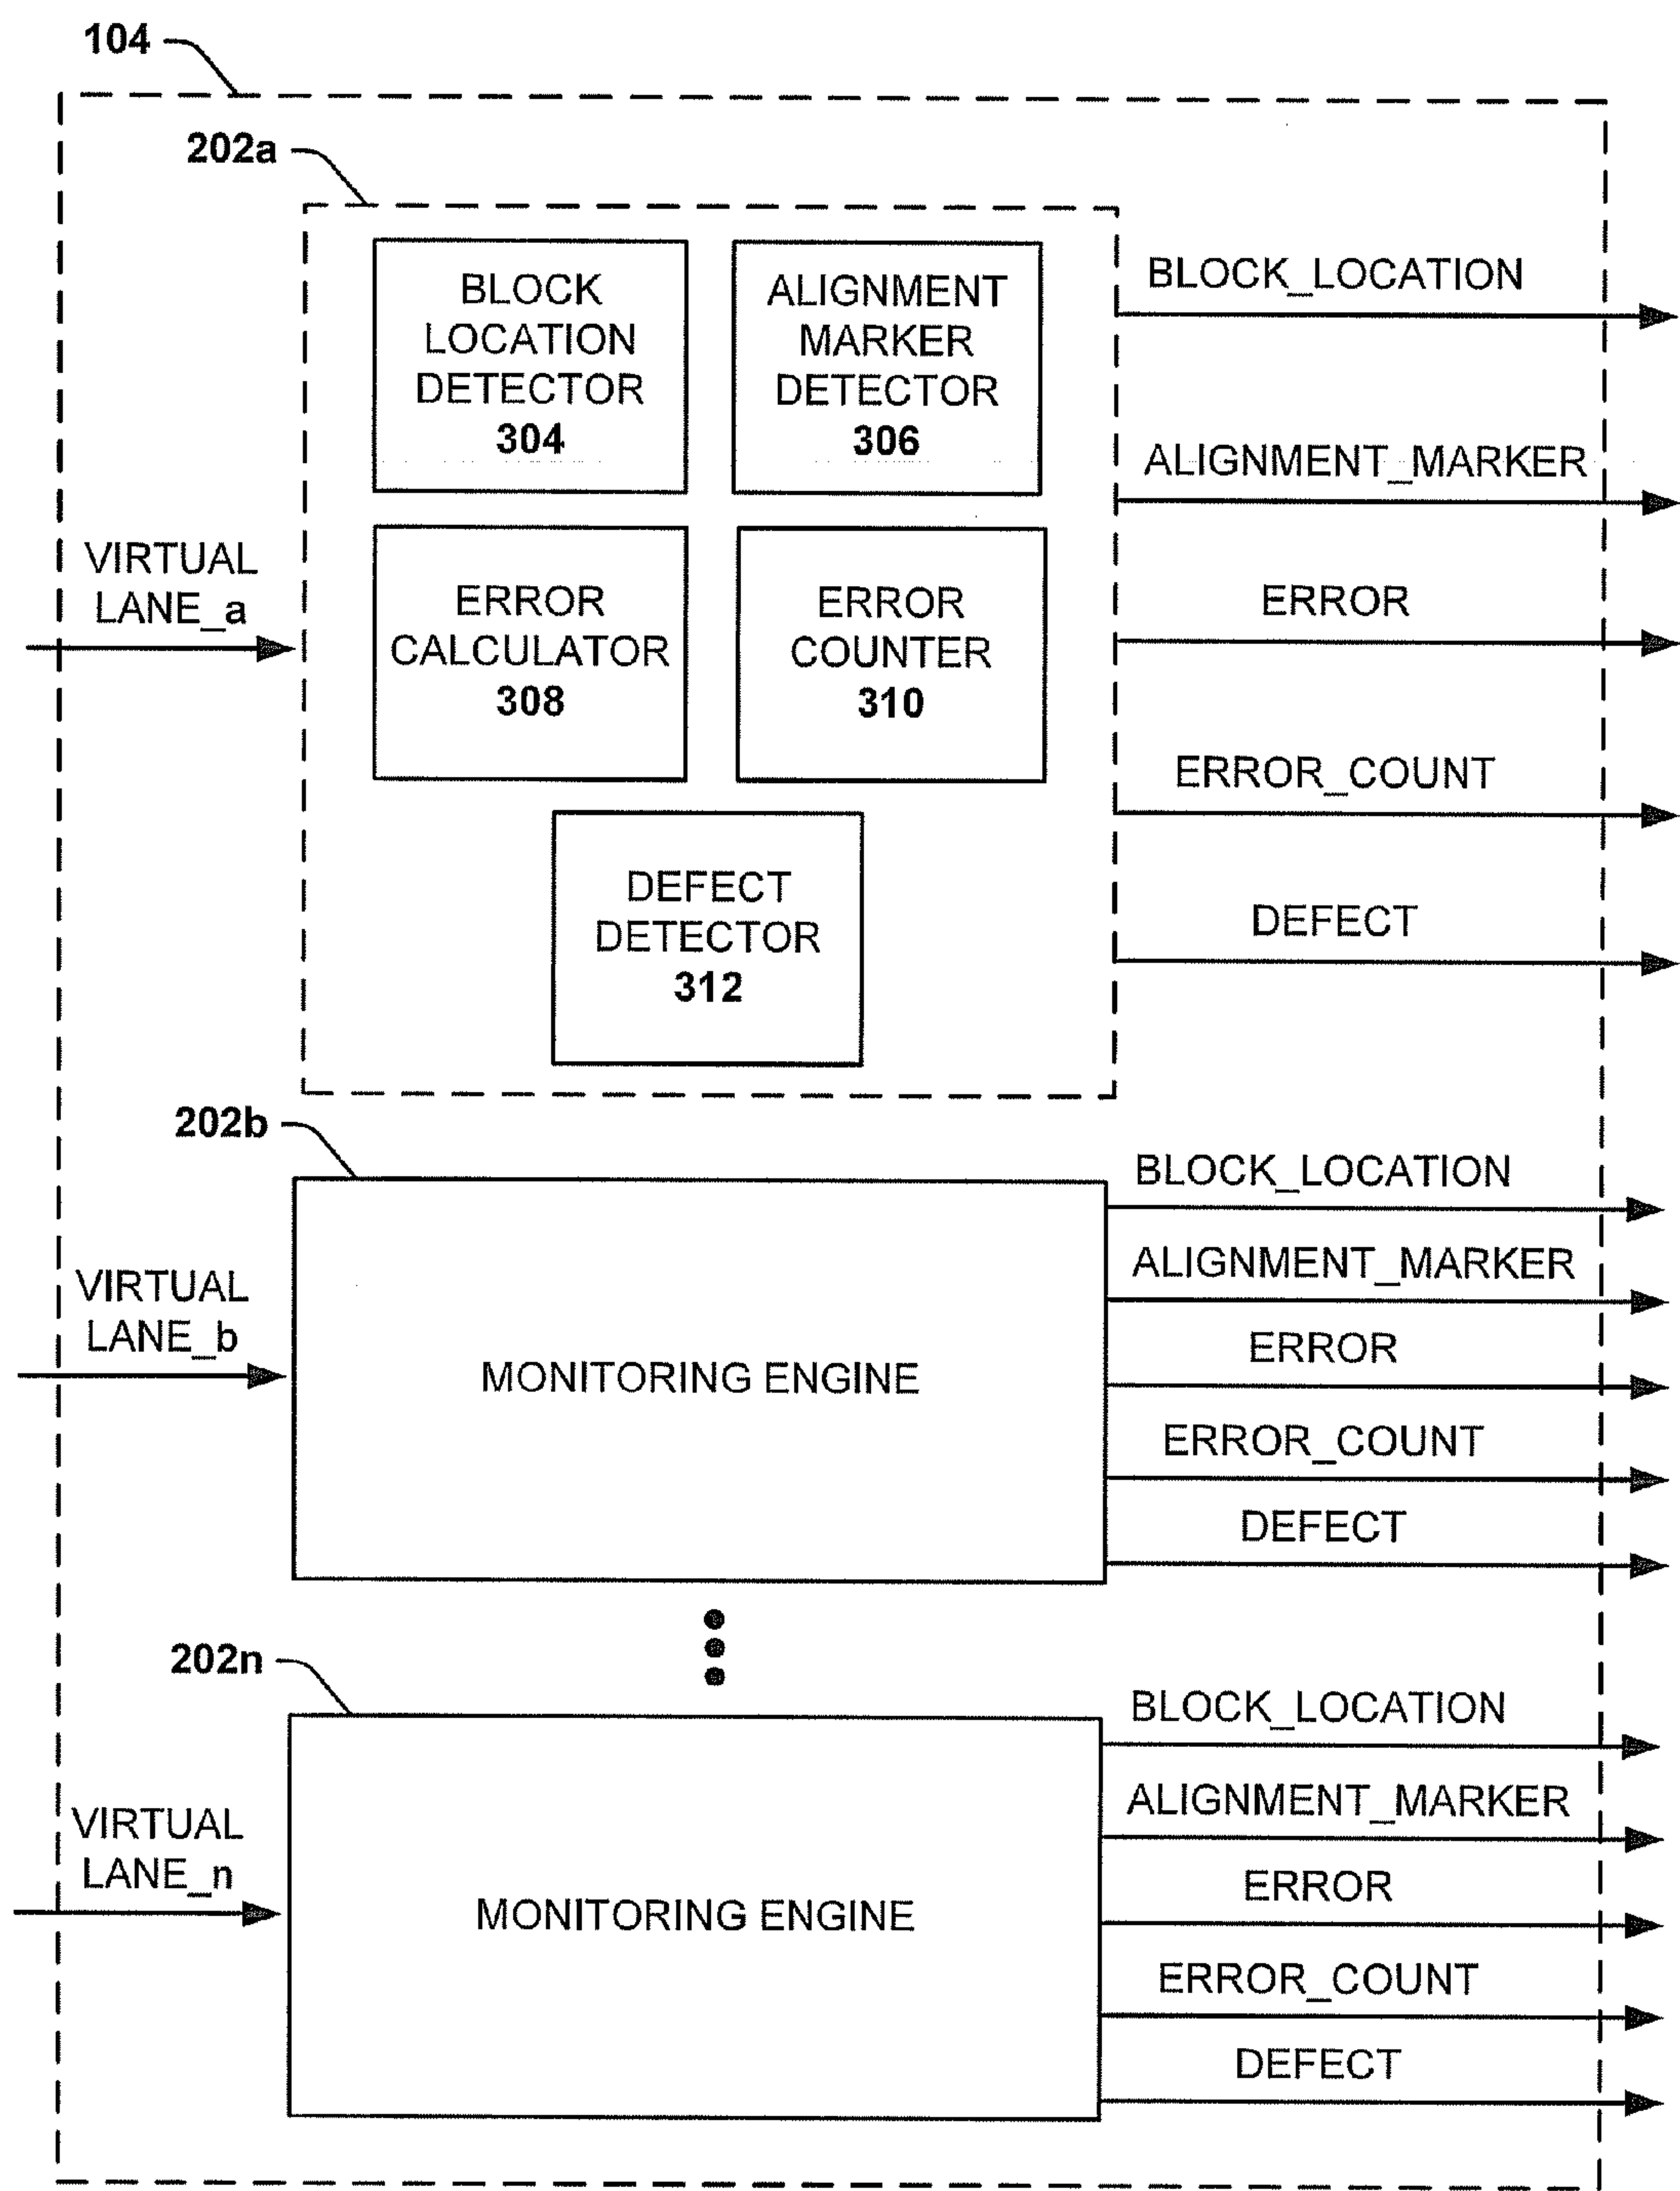 104
202a
BLOCK
LOCATION
DETECTOR
304
ALIGNMENT
MARKER
DETECTOR
306
BLOCK_LOCATION
ALIGNMENT_MARKER
VIRTUAL
LANE_a
ERROR
CALCULATOR
308
ERROR
COUNTER
310
ERROR
ERROR_COUNT
DEFECT
DETECTOR
312
DEFECT
202b
VIRTUAL
LANE_b
MONITORING ENGINE
BLOCK_LOCATION
ALIGNMENT_MARKER
ERROR
ERROR_COUNT
DEFECT
202n
VIRTUAL
LANE_n
MONITORING ENGINE
BLOCK_LOCATION
ALIGNMENT_MARKER
ERROR
ERROR_COUNT
DEFECT